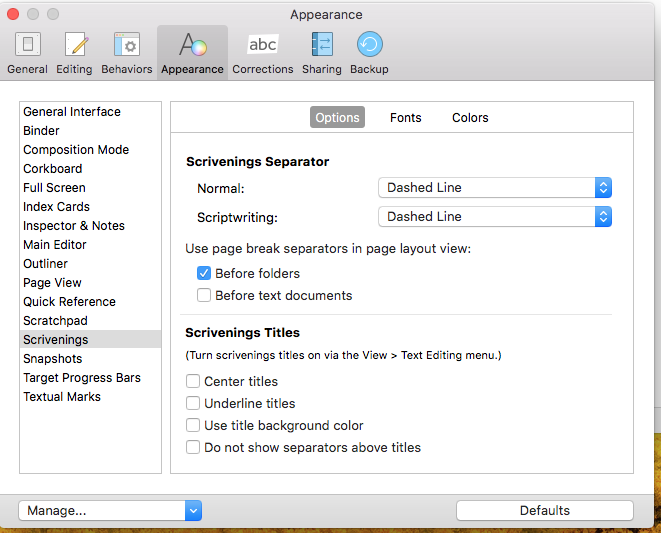 Appearance
General Editing Behaviors Appearance Corrections Sharing Backup
abc
General Interface
Binder
Composition Mode
Corkboard
Full Screen
Index Cards
Inspector & Notes
Main Editor
Outliner
Page View
Quick Reference
Scratchpad
Scrivenings
Snapshots
Target Progress Bars
Textual Marks
Options Fonts Colors
Scrivenings Separator
Normal: Dashed Line
Scriptwriting: Dashed Line
Use page break separators in page layout view:
Before folders
Before text documents
Scrivenings Titles
(Turn scrivenings titles on via the View > Text Editing menu.)
Center titles
Underline titles
Use title background color
Do not show separators above titles
Manage... Defaults